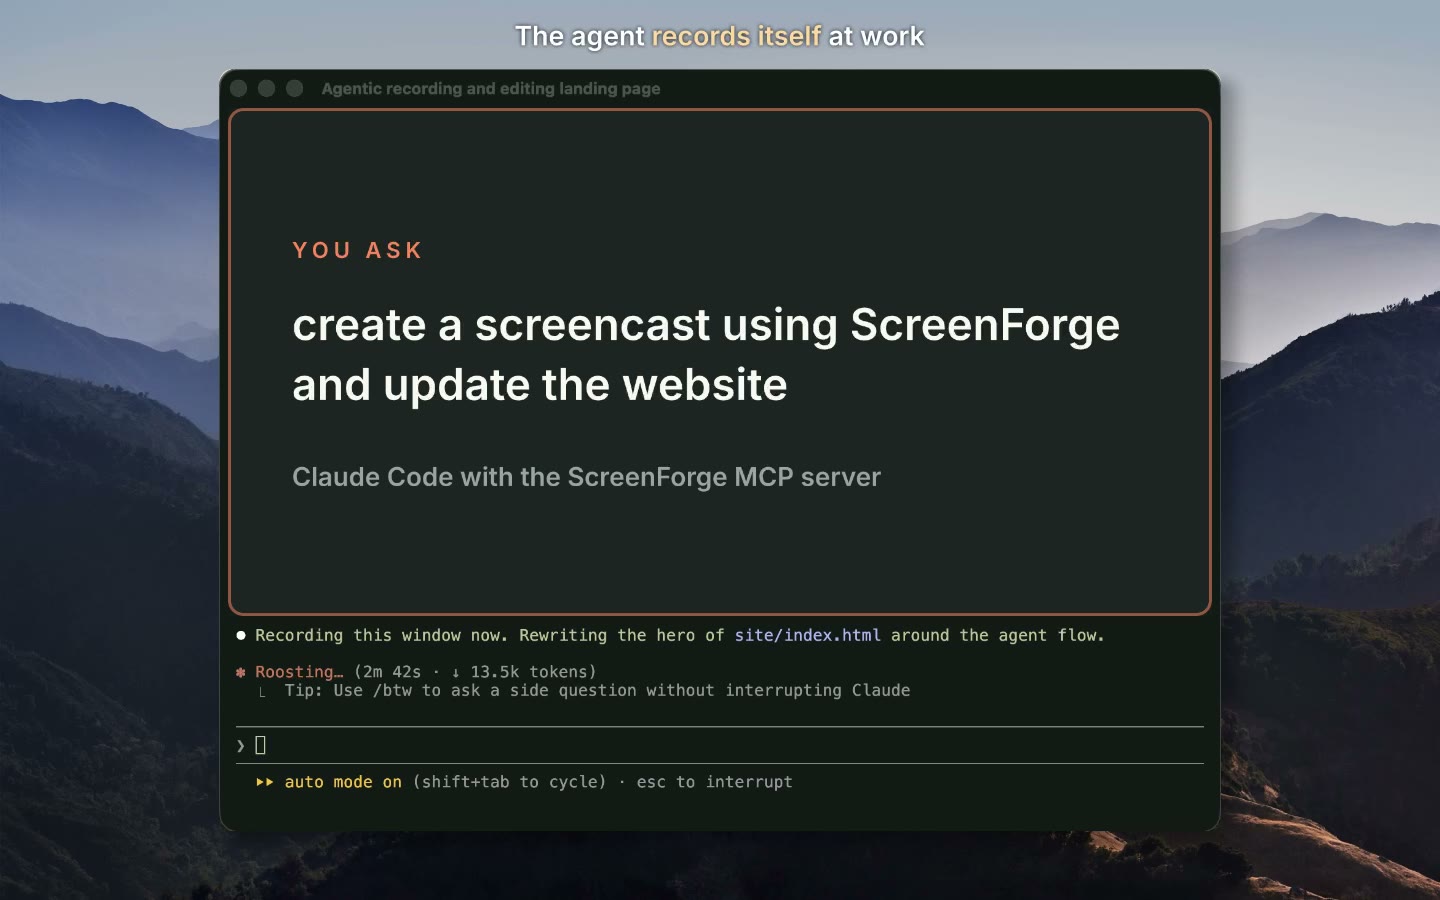 The agent records itself at work
Agentic recording and editing landing page
YOU ASK
create a screencast using ScreenForge
and update the website
Claude Code with the ScreenForge MCP server
● Recording this window now. Rewriting the hero of site/index.html around the agent flow.
✽ Roosting… (2m 42s · ↓ 13.5k tokens)
└ Tip: Use /btw to ask a side question without interrupting Claude
❯
▸▸ auto mode on (shift+tab to cycle) · esc to interrupt